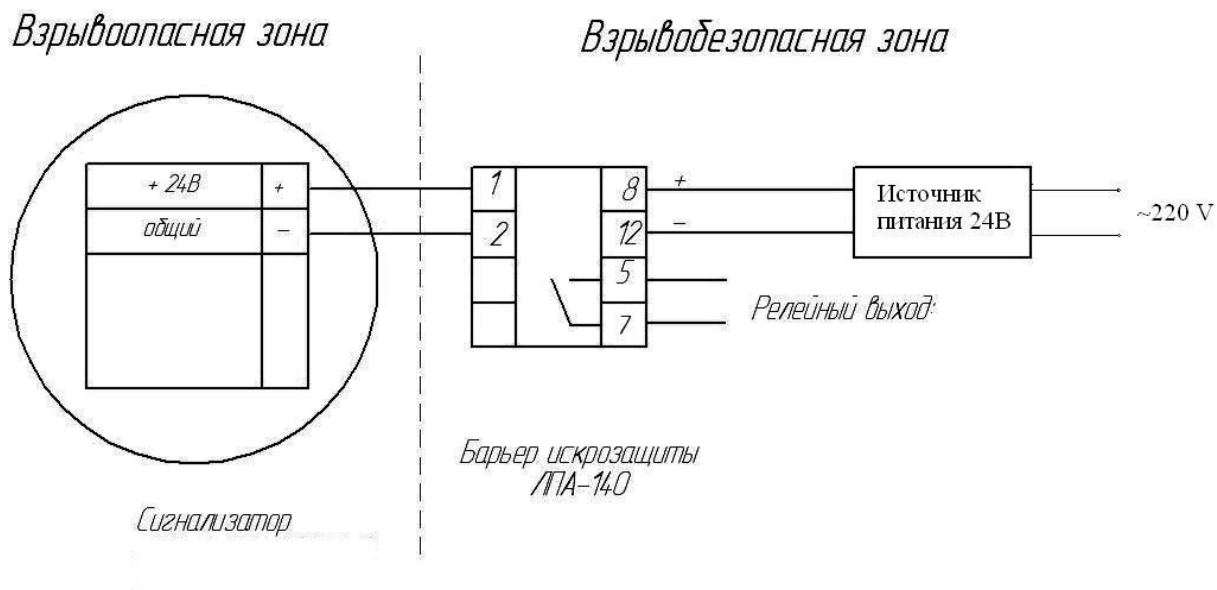 Взрывоопасная зона
Взрывобезопасная зона
+ 24В +
общий –
1
2
8 +
12 –
5
7
Источник
питания 24В
~220 V
Релейный выход:
Барьер искрозащиты
ЛПА-140
Сигнализатор